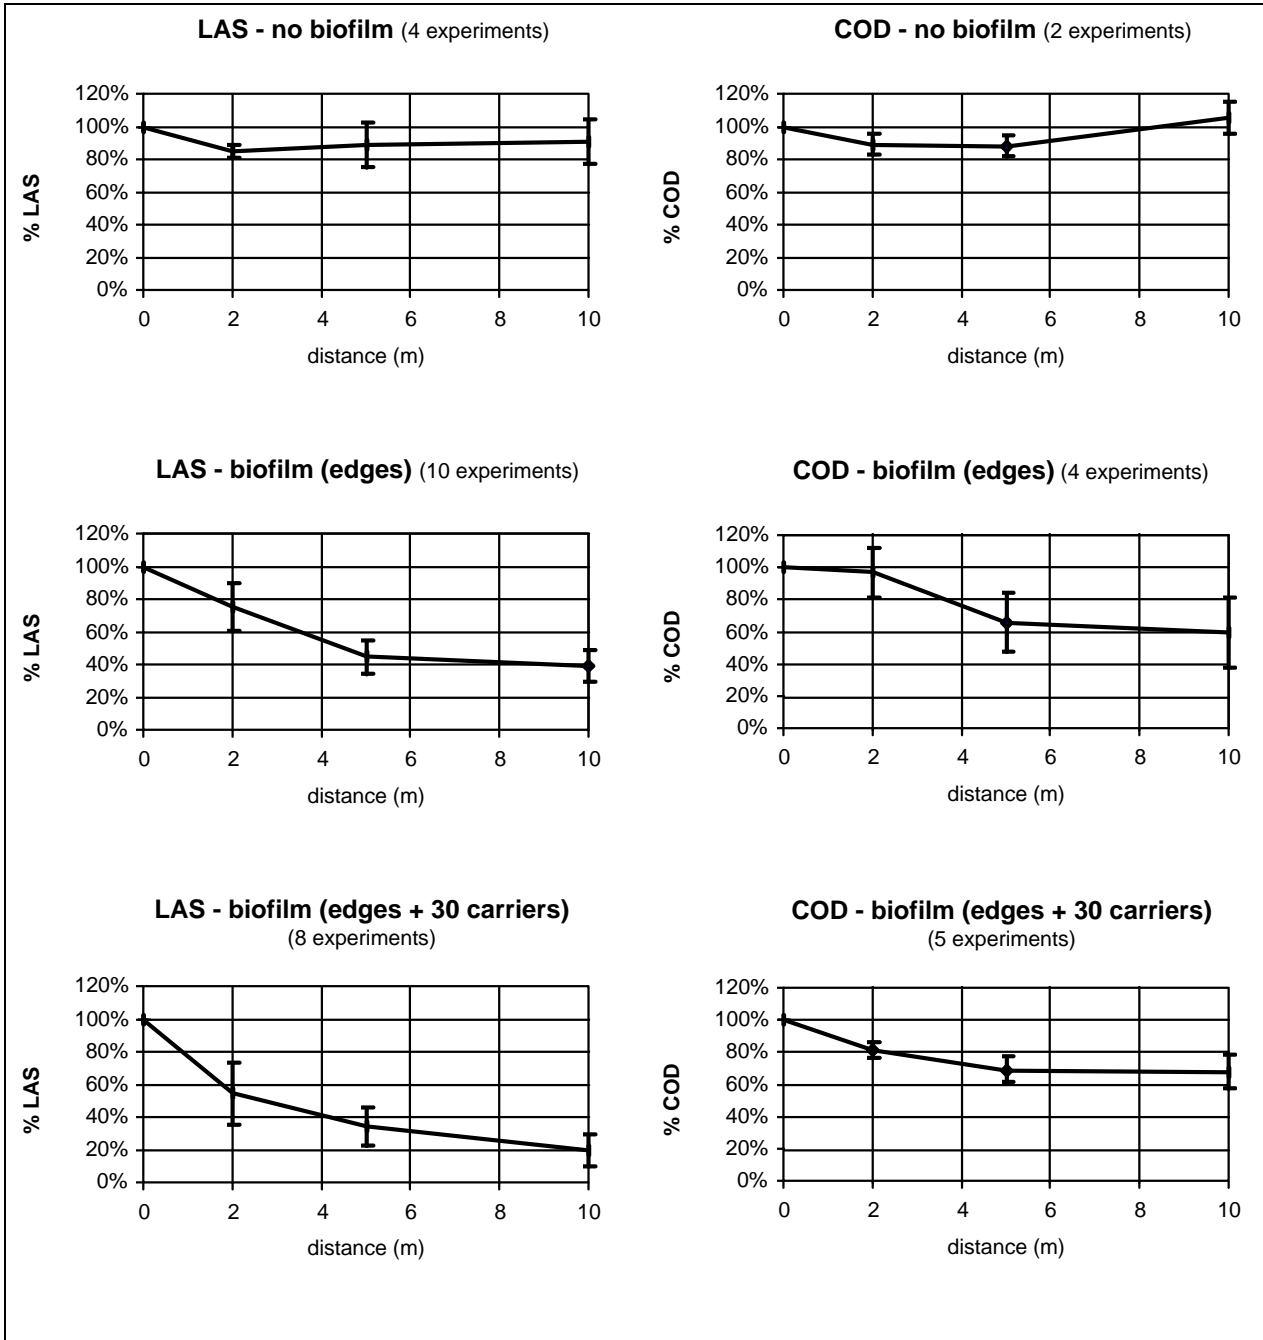 LAS - no biofilm (4 experiments)
120%
100%
80%
60%
40%
20%
0%
% LAS
0 2 4 6 8 10
distance (m)
COD - no biofilm (2 experiments)
120%
100%
80%
60%
40%
20%
0%
% COD
0 2 4 6 8 10
distance (m)
LAS - biofilm (edges) (10 experiments)
120%
100%
80%
60%
40%
20%
0%
% LAS
0 2 4 6 8 10
distance (m)
COD - biofilm (edges) (4 experiments)
120%
100%
80%
60%
40%
20%
0%
% COD
0 2 4 6 8 10
distance (m)
LAS - biofilm (edges + 30 carriers)
(8 experiments)
120%
100%
80%
60%
40%
20%
0%
% LAS
0 2 4 6 8 10
distance (m)
COD - biofilm (edges + 30 carriers)
(5 experiments)
120%
100%
80%
60%
40%
20%
0%
% COD
0 2 4 6 8 10
distance (m)